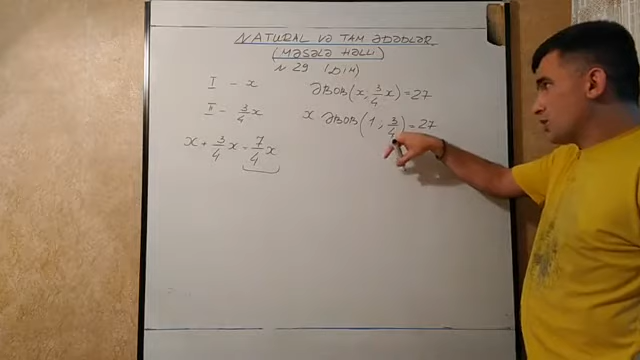 NATURAL VƏ TAM ƏDƏDLƏR
(MƏSƏLƏ HƏLLİ)
N 29 (DİM)
I - x
II - 3/4 x
x + 3/4 x = 7/4 x
ƏBOB(x, 3/4 x) = 27
x ƏBOB(1, 3/4) = 27